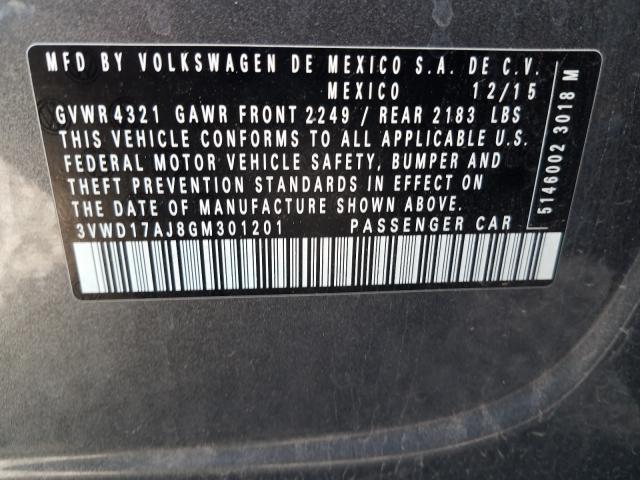 MFD BY VOLKSWAGEN DE MEXICO S.A. DE C.V.
MEXICO 12/15
GVWR 4321 GAWR FRONT 2249 / REAR 2183 LBS
THIS VEHICLE CONFORMS TO ALL APPLICABLE U.S.
FEDERAL MOTOR VEHICLE SAFETY, BUMPER AND
THEFT PREVENTION STANDARDS IN EFFECT ON
THE DATE OF MANUFACTURE SHOWN ABOVE.
3VWD17AJ8GM301201 PASSENGER CAR
5146002 3018 M